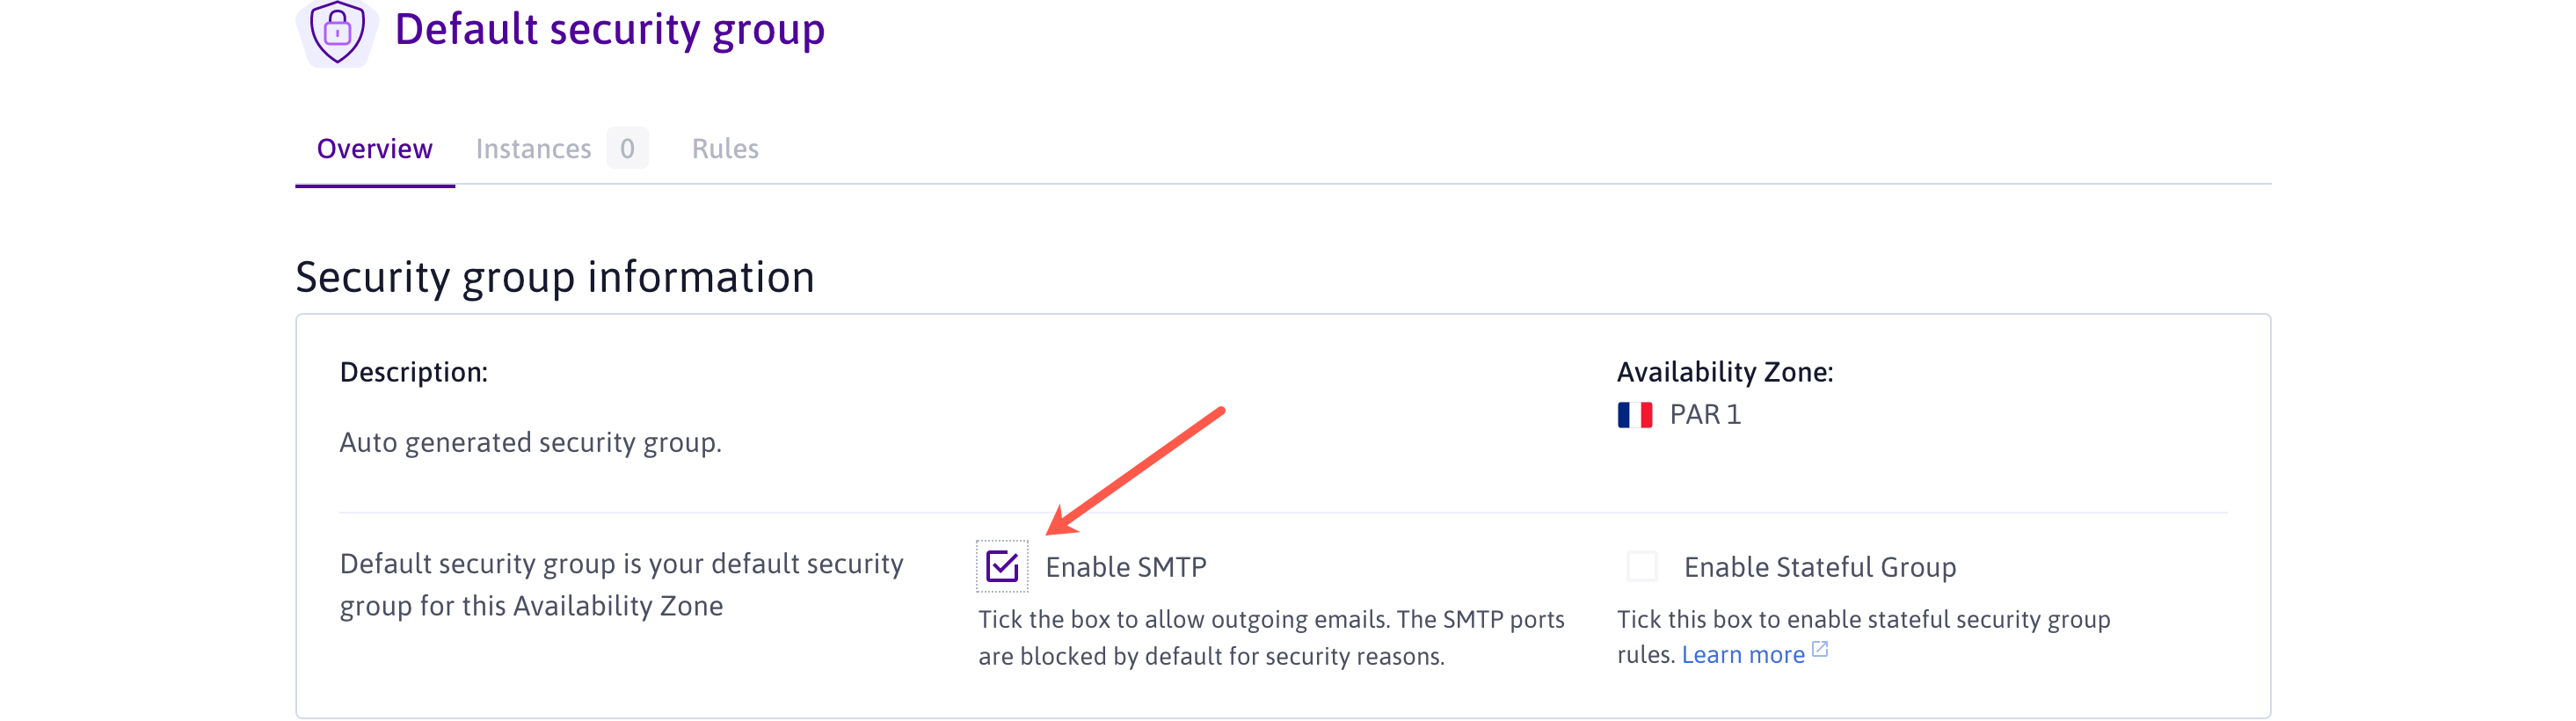 Default security group
Overview Instances 0 Rules
Security group information
Description:
Auto generated security group.
Availability Zone:
PAR 1
Default security group is your default security
group for this Availability Zone
Enable SMTP
Tick the box to allow outgoing emails. The SMTP ports
are blocked by default for security reasons.
Enable Stateful Group
Tick this box to enable stateful security group
rules. Learn more